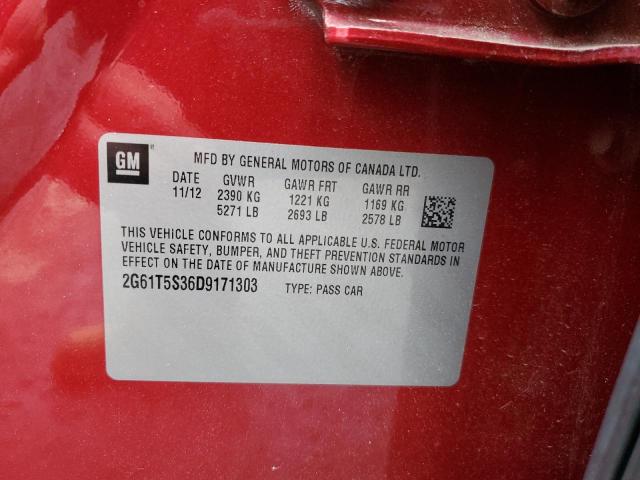 GM
MFD BY GENERAL MOTORS OF CANADA LTD.
DATE GVWR GAWR FRT GAWR RR
11/12 2390 KG 1221 KG 1169 KG
5271 LB 2693 LB 2578 LB
THIS VEHICLE CONFORMS TO ALL APPLICABLE U.S. FEDERAL MOTOR
VEHICLE SAFETY, BUMPER, AND THEFT PREVENTION STANDARDS IN
EFFECT ON THE DATE OF MANUFACTURE SHOWN ABOVE.
2G61T5S36D9171303 TYPE: PASS CAR